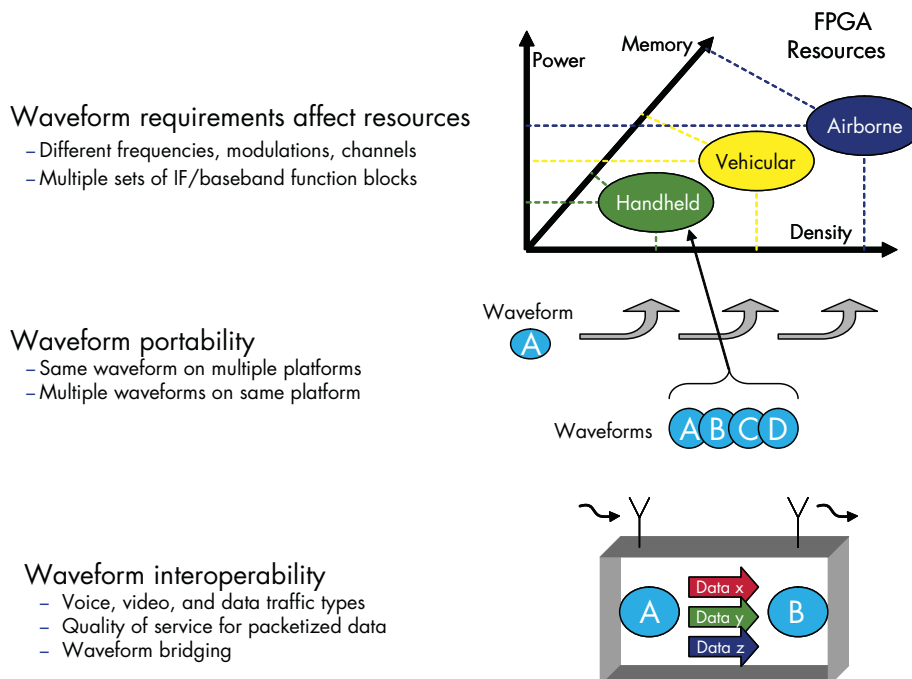 FPGA
Resources
Power
Memory
Airborne
Vehicular
Handheld
Density
Waveform requirements affect resources
– Different frequencies, modulations, channels
– Multiple sets of IF/baseband function blocks
Waveform portability
– Same waveform on multiple platforms
– Multiple waveforms on same platform
Waveform
A
Waveforms
A B C D
Waveform interoperability
– Voice, video, and data traffic types
– Quality of service for packetized data
– Waveform bridging
A
Data x
Data y
Data z
B